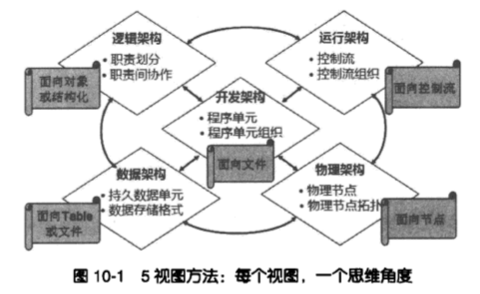 逻辑架构
• 职责划分
• 职责间协作
面向对象
或结构化
运行架构
• 控制流
• 控制流组织
面向控制流
开发架构
• 程序单元
• 程序单元组织
面向文件
数据架构
• 持久数据单元
• 数据存储格式
面向Table
或文件
物理架构
• 物理节点
• 物理节点拓扑
面向节点
图 10-1 5 视图方法：每个视图，一个思维角度